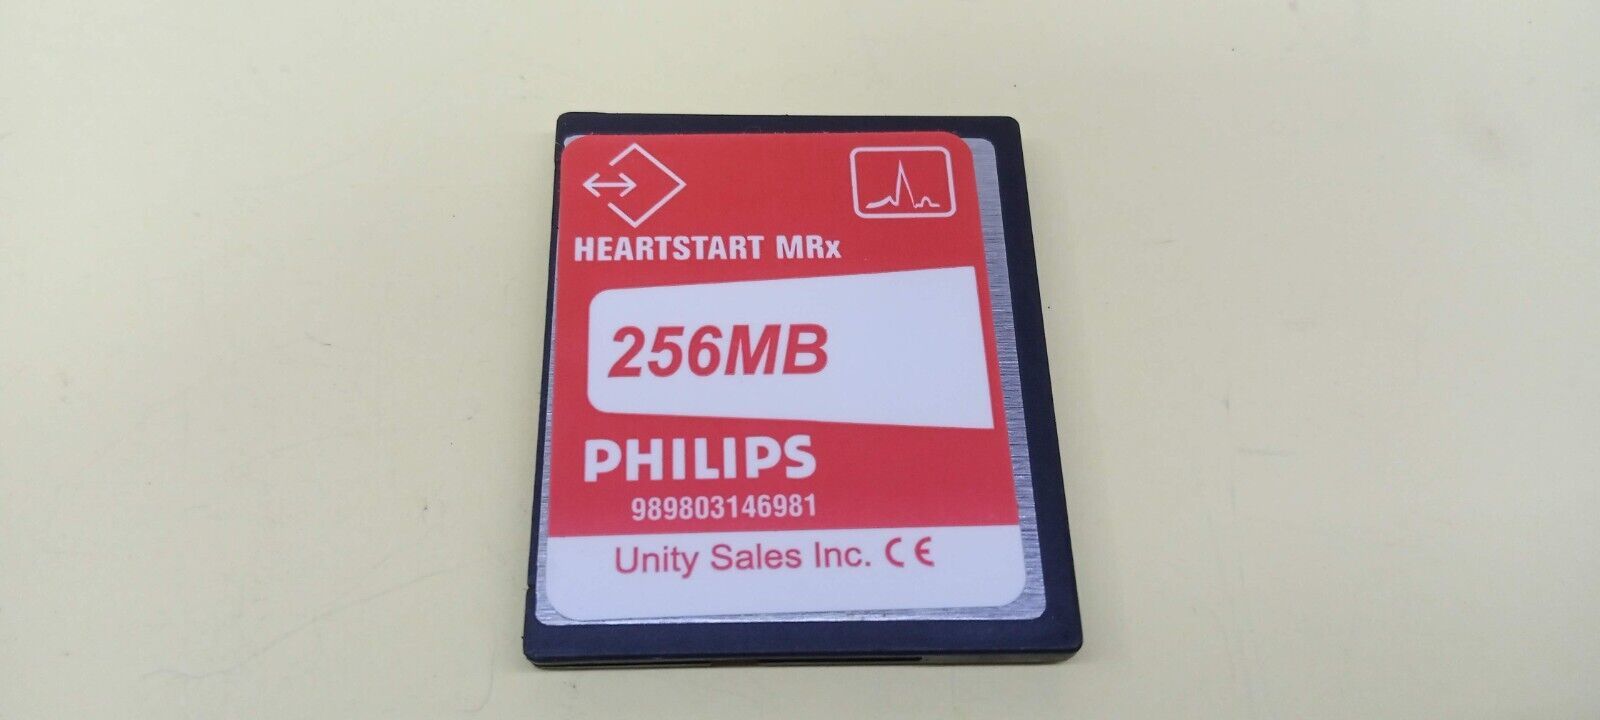 HEARTSTART MRx
256MB
PHILIPS
989803146981
Unity Sales Inc. CE